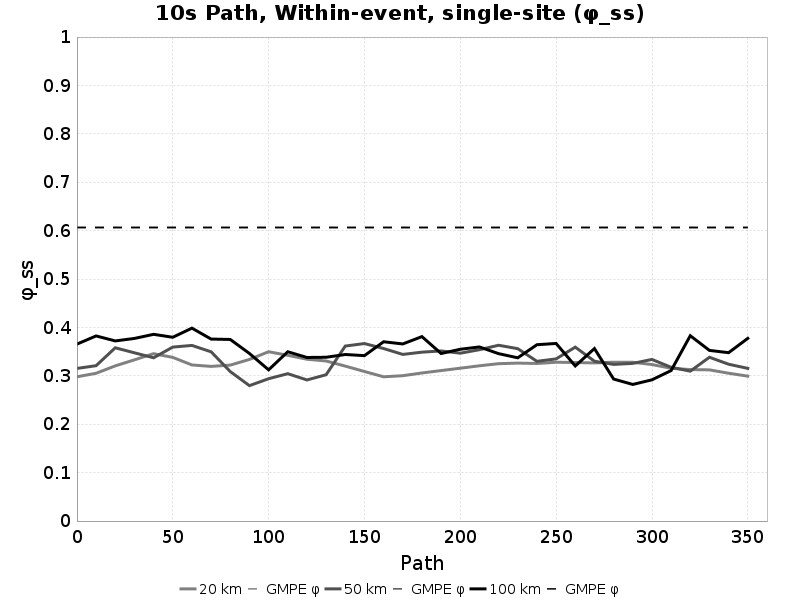 10s Path, Within-event, single-site (φ_ss)
1
0.9
0.8
0.7
0.6
0.5
0.4
0.3
0.2
0.1
0
φ_ss
0 50 100 150 200 250 300 350
Path
20 km GMPE φ 50 km GMPE φ 100 km GMPE φ